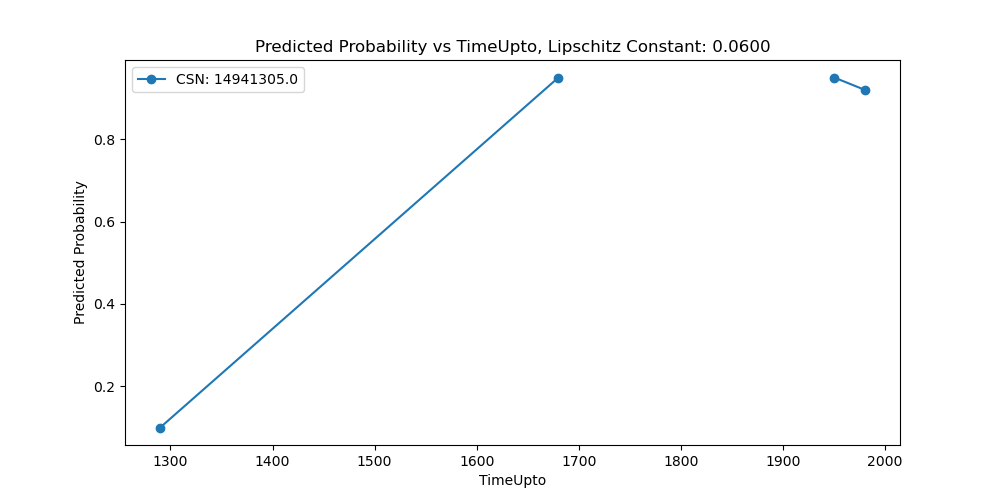 Predicted Probability vs TimeUpto, Lipschitz Constant: 0.0600
CSN: 14941305.0
Predicted Probability
0.8
0.6
0.4
0.2
1300 1400 1500 1600 1700 1800 1900 2000
TimeUpto